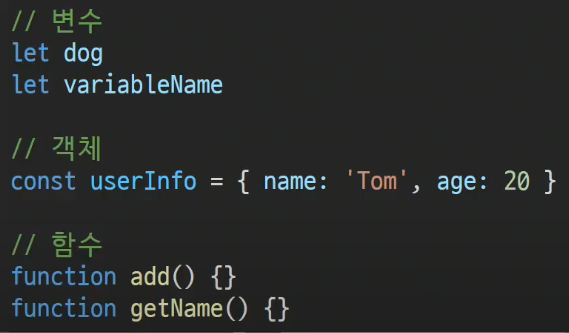 // 변수
let dog
let variableName
// 객체
const userInfo = { name: 'Tom', age: 20 }
// 함수
function add() {}
function getName() {}